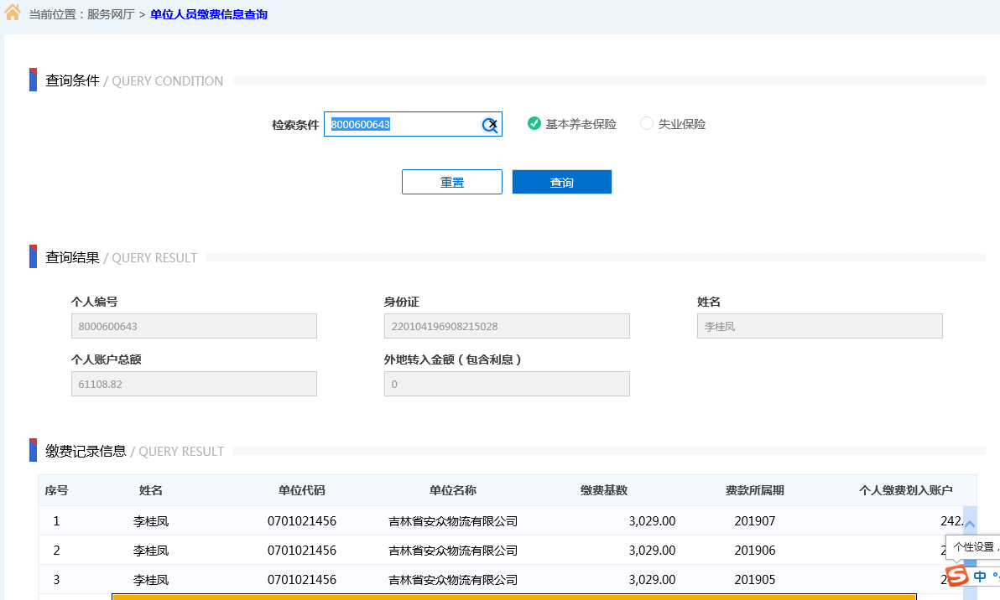 当前位置：服务网厅 > 单位人员缴费信息查询
查询条件 / QUERY CONDITION
检索条件 8000600643 基本养老保险 失业保险
重置 查询
查询结果 / QUERY RESULT
个人编号 身份证 姓名
8000600643 220104196908215028 李桂凤
个人账户总额 外地转入金额（包含利息）
61108.82 0
缴费记录信息 / QUERY RESULT
序号 姓名 单位代码 单位名称 缴费基数 费款所属期 个人缴费划入账户
1 李桂凤 0701021456 吉林省安众物流有限公司 3,029.00 201907 242.
2 李桂凤 0701021456 吉林省安众物流有限公司 3,029.00 201906 2
个性设置，
3 李桂凤 0701021456 吉林省安众物流有限公司 3,029.00 201905 2
中